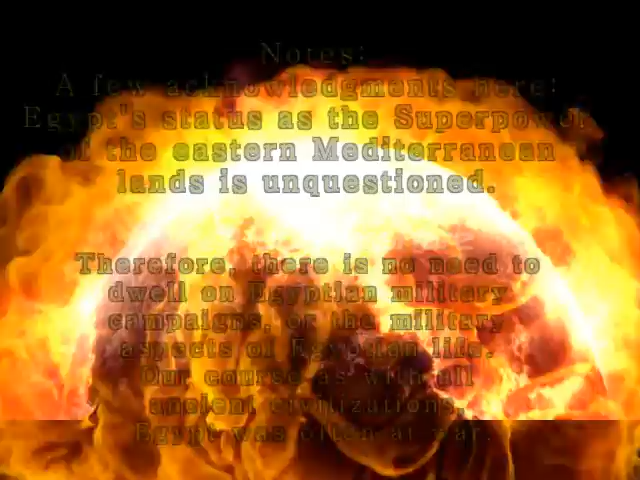 Notes:
A few acknowledgments here:
Egypt's status as the Superpower
of the eastern Mediterranean
lands is unquestioned.
Therefore, there is no need to
dwell on Egyptian military
campaigns, or the military
aspects of Egyptian life.
Our course as with all
ancient civilizations,
Egypt was often at war.